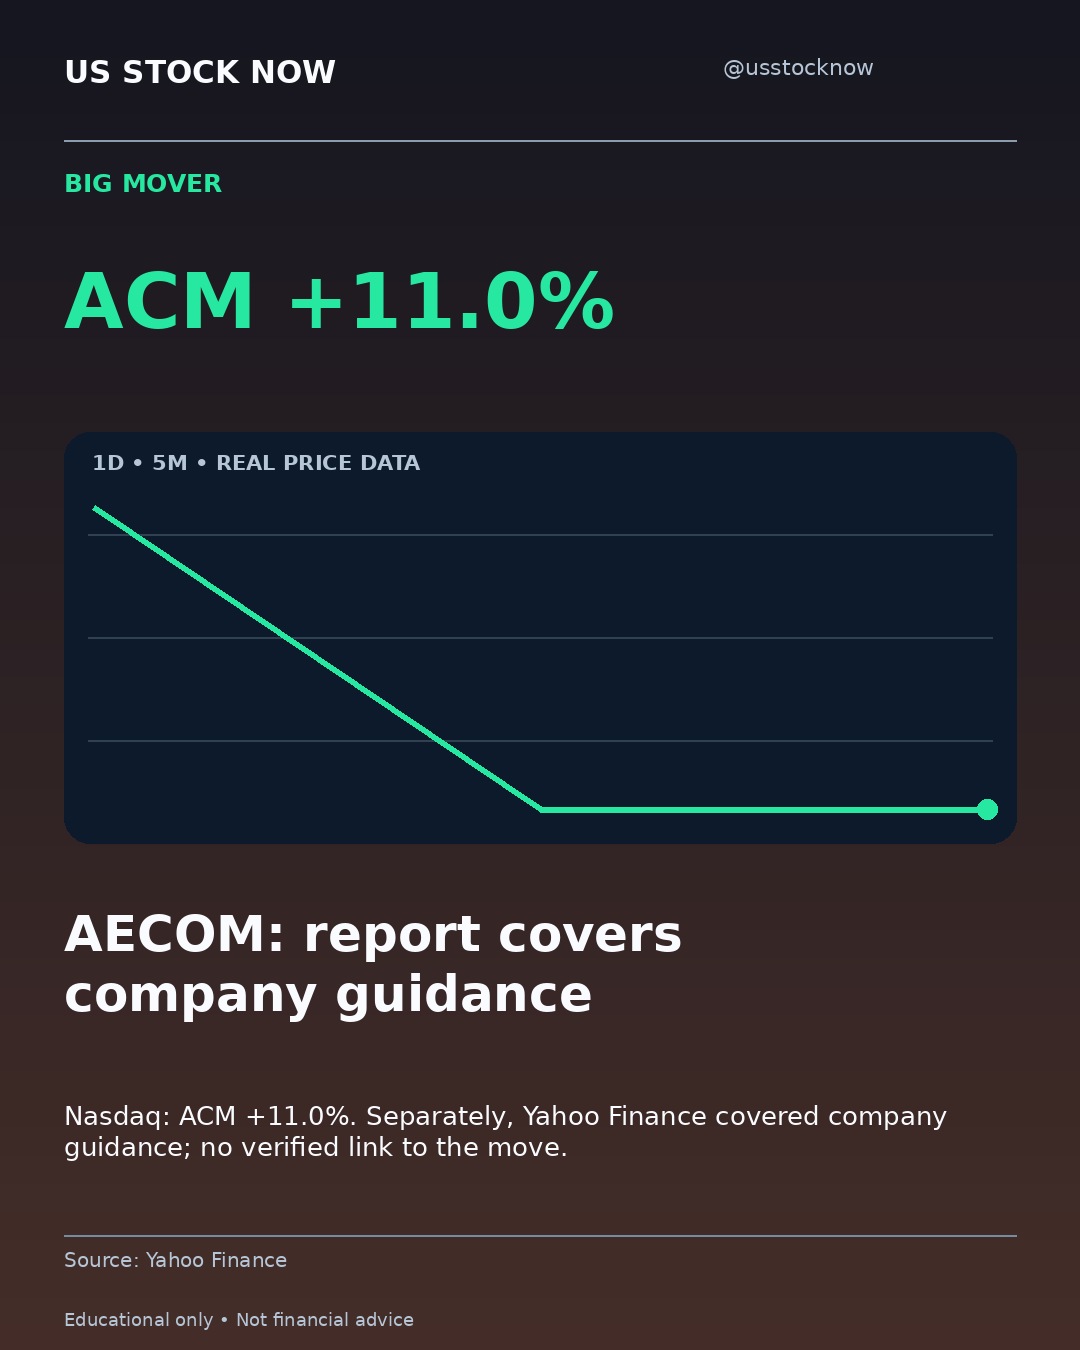 US STOCK NOW
@usstocknow
BIG MOVER
ACM +11.0%
1D • 5M • REAL PRICE DATA
AECOM: report covers
company guidance
Nasdaq: ACM +11.0%. Separately, Yahoo Finance covered company
guidance; no verified link to the move.
Source: Yahoo Finance
Educational only • Not financial advice